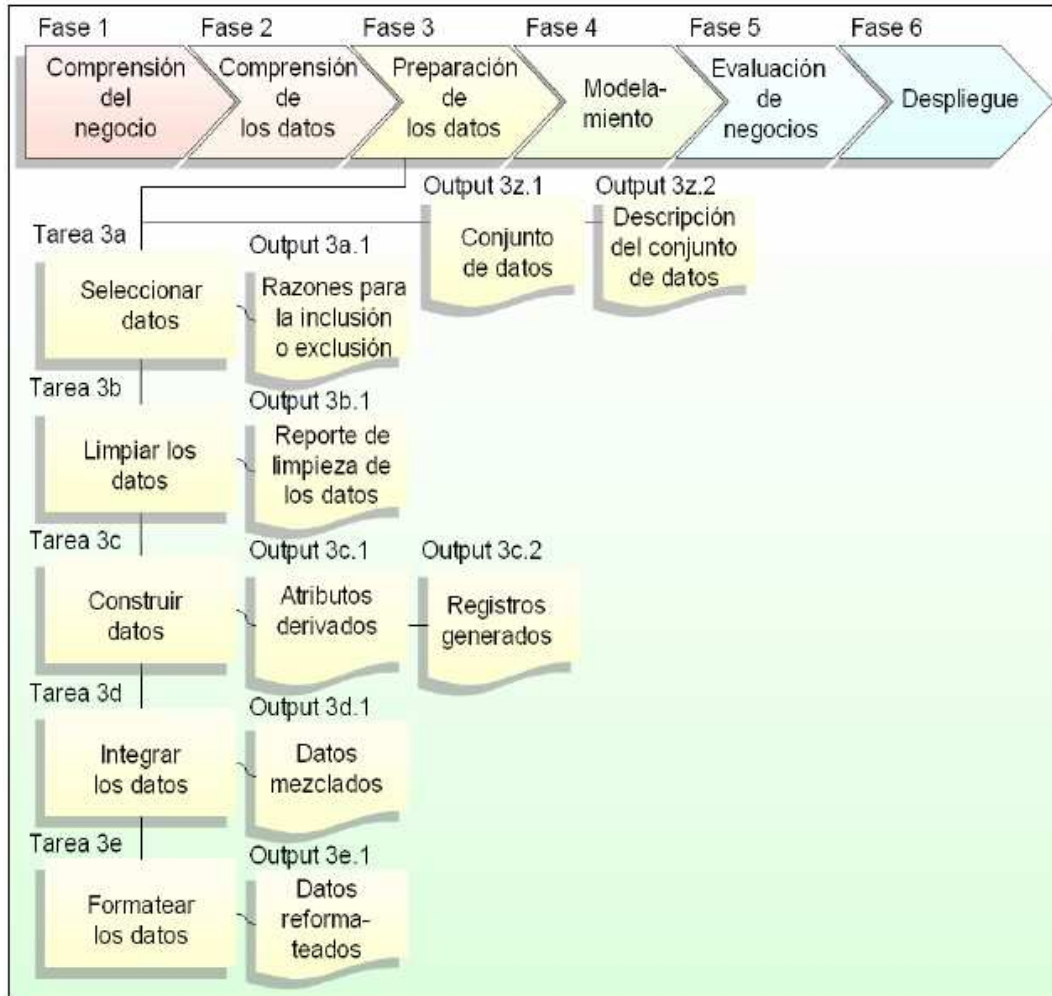 Fase 1
Fase 2
Fase 3
Fase 4
Fase 5
Fase 6
Comprensión
del
negocio
Comprensión
de
los datos
Preparación
de
los datos
Modela-
miento
Evaluación
de
negocios
Despliegue
Output 3z.1
Conjunto
de datos
Output 3z.2
Descripción
del conjunto
de datos
Tarea 3a
Seleccionar
datos
Output 3a.1
Razones para
la inclusión
o exclusión
Tarea 3b
Limpiar los
datos
Output 3b.1
Reporte de
limpieza de
los datos
Tarea 3c
Construir
datos
Output 3c.1
Atributos
derivados
Output 3c.2
Registros
generados
Tarea 3d
Integrar
los datos
Output 3d.1
Datos
mezclados
Tarea 3e
Formatear
los datos
Output 3e.1
Datos
reforma-
teados